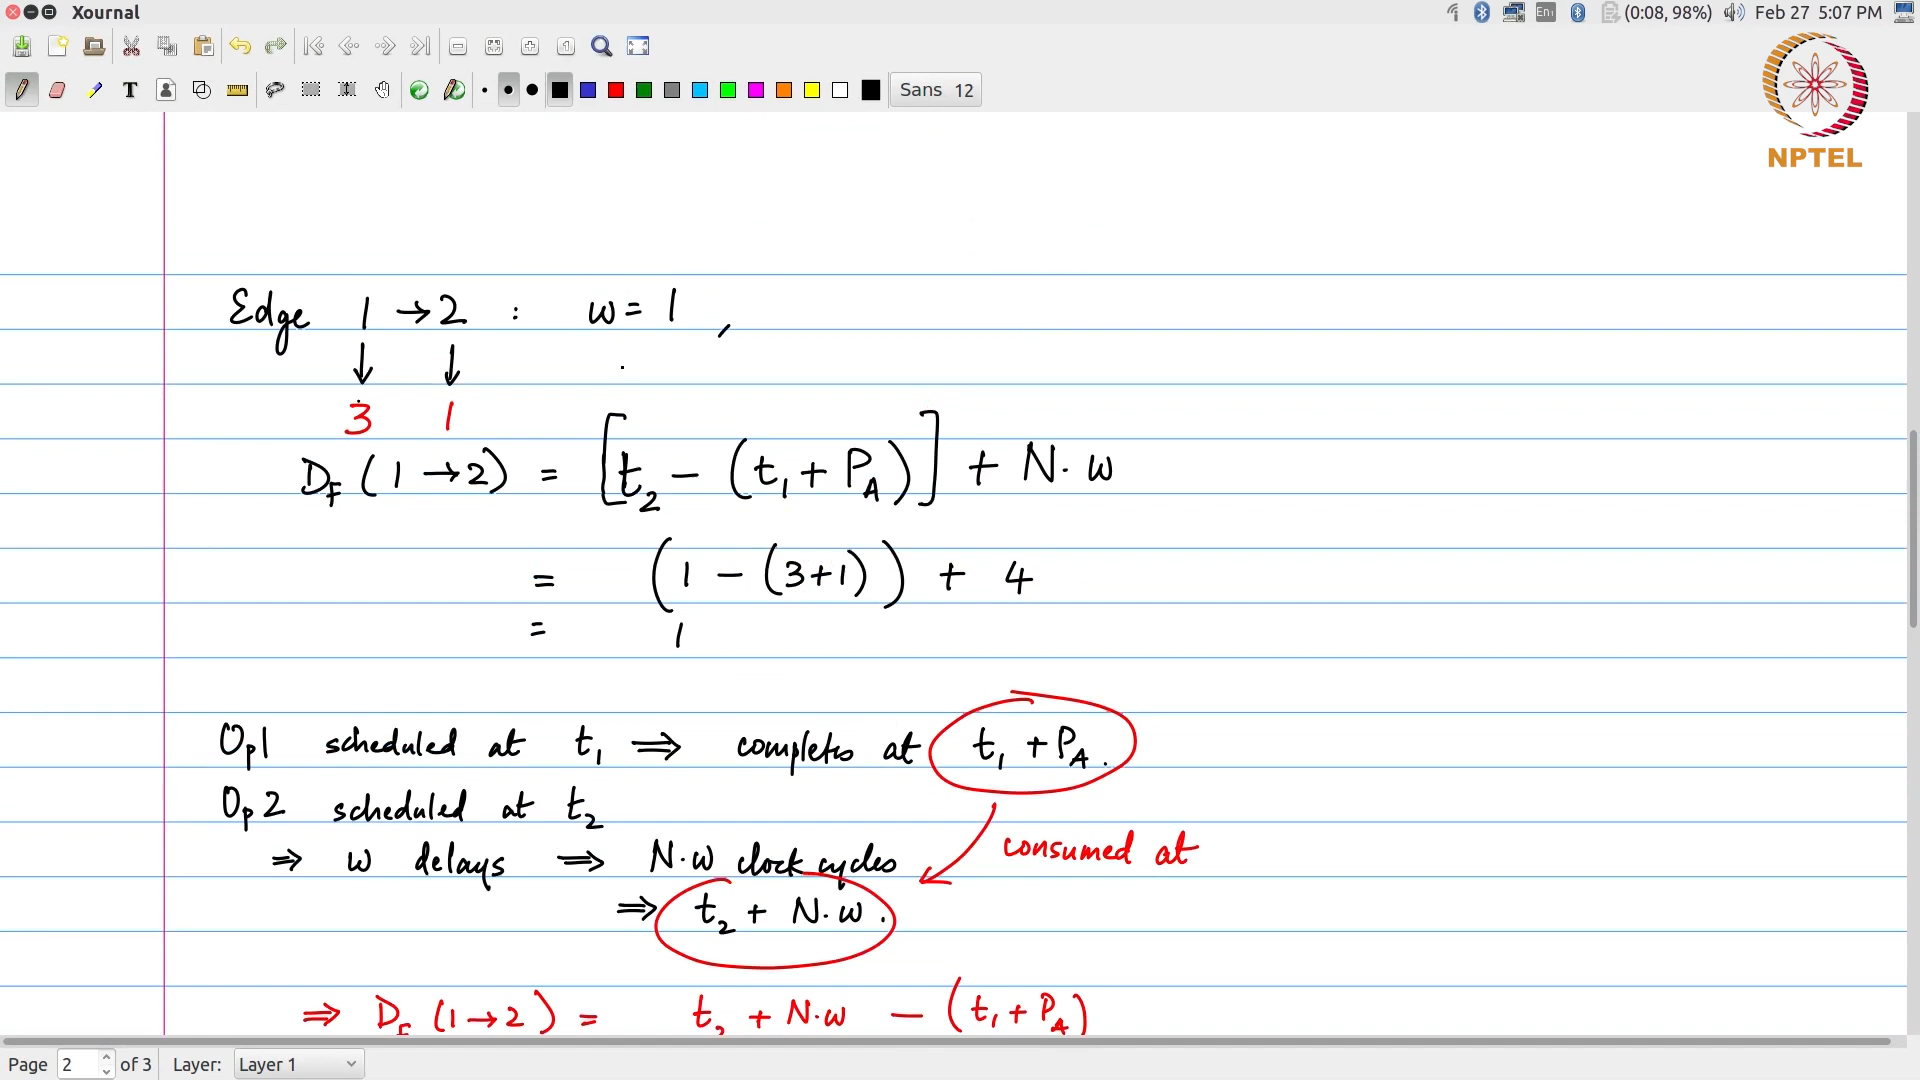 Xournal
(0:08, 98%) Feb 27 5:07 PM
En1
Sans 12
NPTEL
Edge 1 → 2 : w = 1 ,
↓ ↓
3 1
D_F (1 → 2) = [t_2 - (t_1 + P_A)] + N. w
= (1 - (3+1)) + 4
= 1
Op1 scheduled at t_1 ⇒ completes at t_1 + P_A.
Op2 scheduled at t_2
⇒ w delays ⇒ N.w clock cycles
consumed at
⇒ t_2 + N.w.
⇒ D_F (1→2) = t_2 + N.w - (t_1 + P_A)
Page 2 of 3 Layer: Layer 1